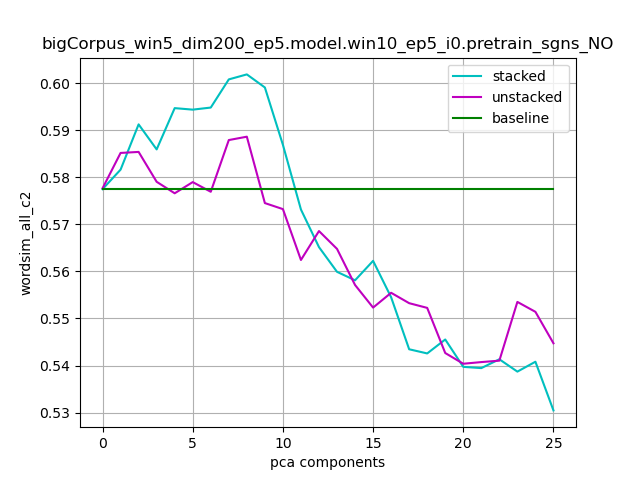 bigCorpus_win5_dim200_ep5.model.win10_ep5_i0.pretrain_sgns_NO
stacked
unstacked
baseline
wordsim_all_c2
0.60
0.59
0.58
0.57
0.56
0.55
0.54
0.53
0 5 10 15 20 25
pca components